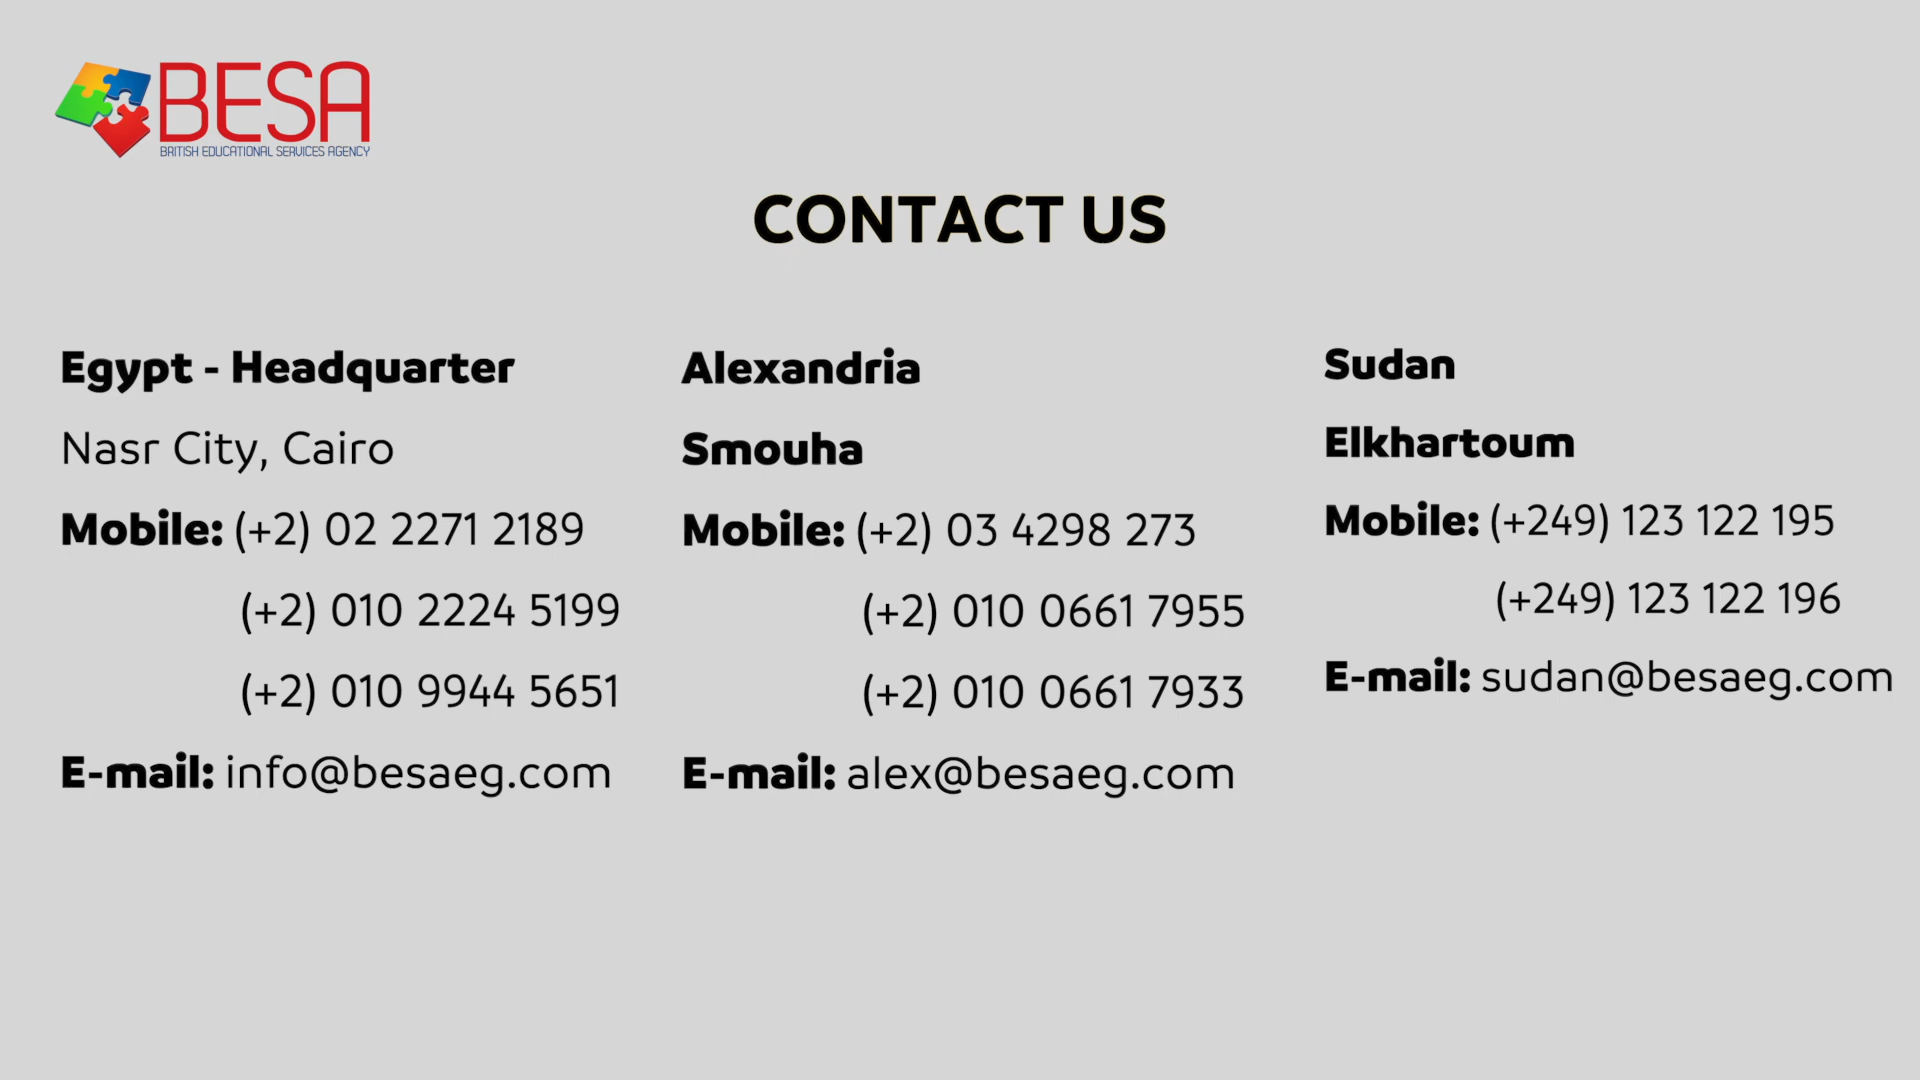 BESA
BRITISH EDUCATIONAL SERVICES AGENCY
CONTACT US
Egypt - Headquarter
Nasr City, Cairo
Mobile: (+2) 02 2271 2189
(+2) 010 2224 5199
(+2) 010 9944 5651
E-mail: info@besaeg.com
Alexandria
Smouha
Mobile: (+2) 03 4298 273
(+2) 010 0661 7955
(+2) 010 0661 7933
E-mail: alex@besaeg.com
Sudan
Elkhartoum
Mobile: (+249) 123 122 195
(+249) 123 122 196
E-mail: sudan@besaeg.com